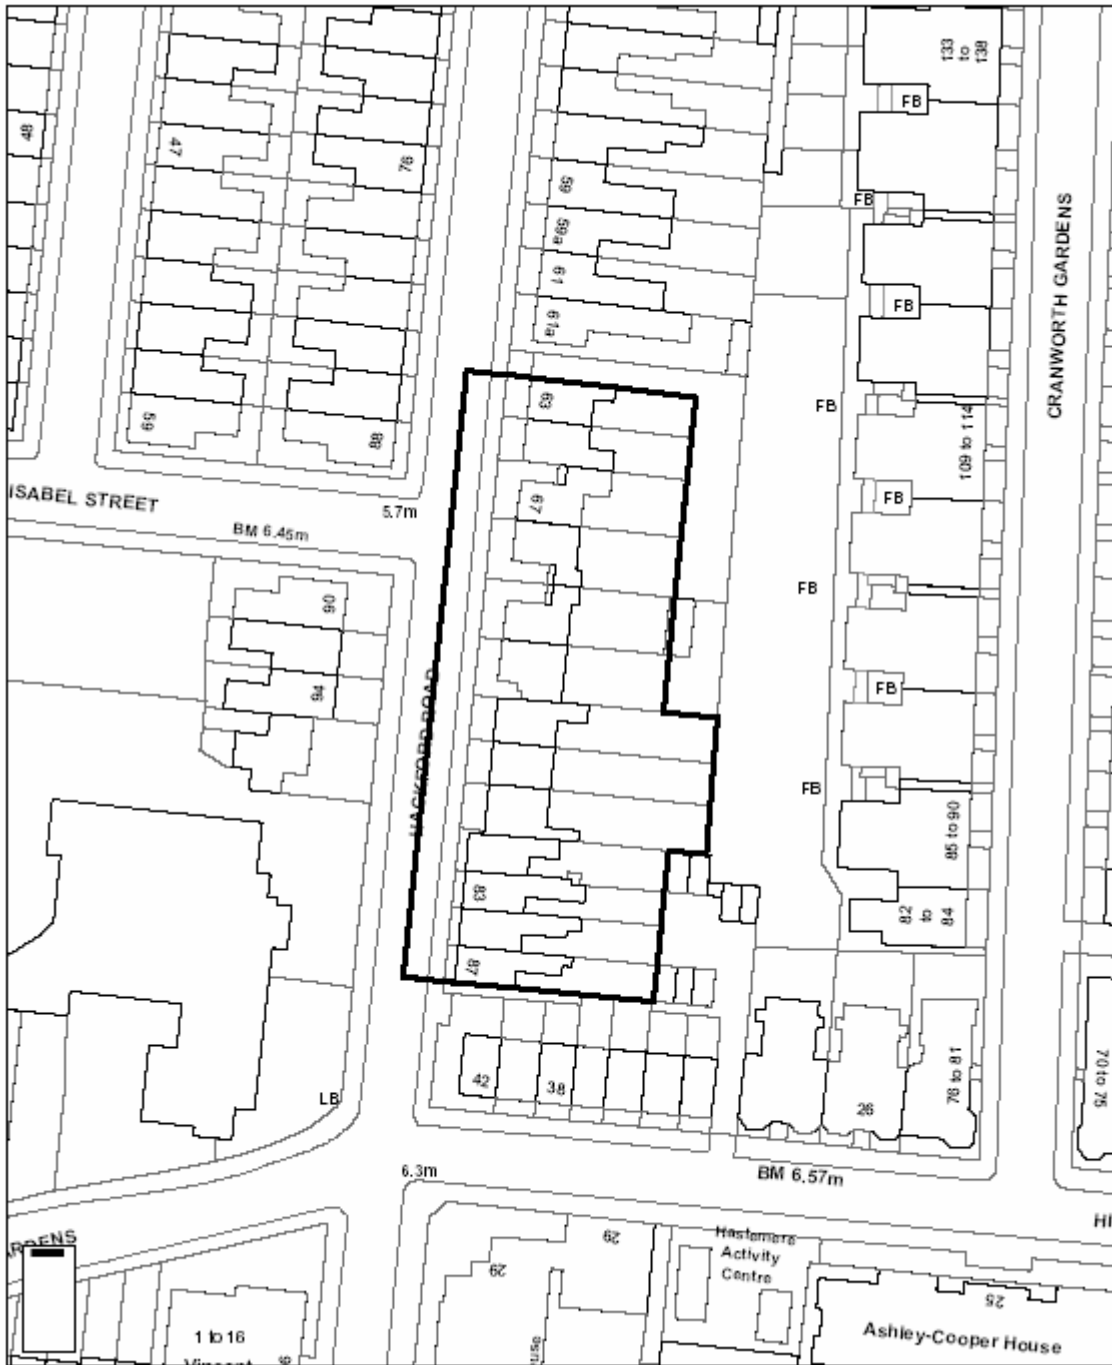 133
to
138
FB
48
47
76
59
FB
59a
CRANWORTH GARDENS
61
FB
61a
63
FB
59
88
109 to 114
ISABEL STREET
5.7m
67
FB
BM 6.45m
90
FB
94
FB
HACKFORD ROAD
FB
85 to 90
83
82
to
84
87
42
38
26
76 to 81
70 to 75
LB
6.3m
BM 6.57m
29
29
Haslemere
Activity
Centre
25
1 to 16
Ashley-Cooper House